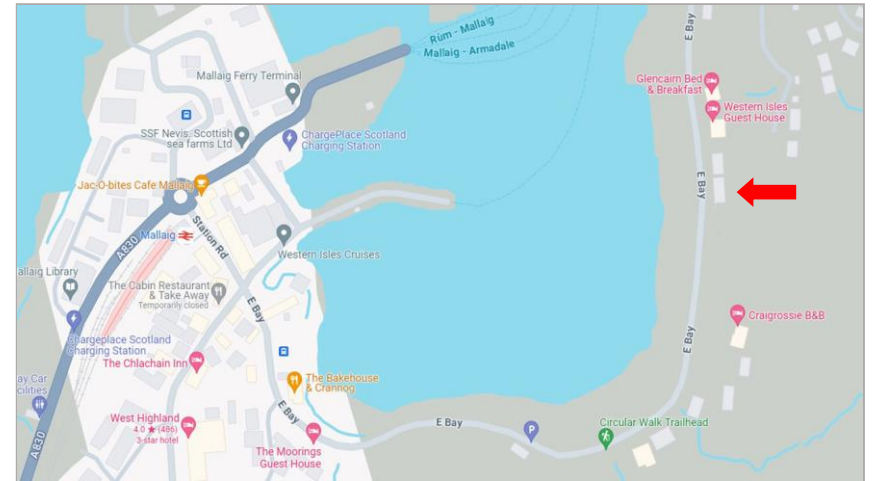 E Bay
Rùm - Mallaig
Mallaig - Armadale
Mallaig Ferry Terminal
Glencairn Bed
& Breakfast
Western Isles
Guest House
SSF Nevis. Scottish
sea farms Ltd
ChargePlace Scotland
Charging Station
Jac-O-bites Cafe Mallaig
E Bay
Station Rd
Mallaig
A830
Western Isles Cruises
allaig Library
The Cabin Restaurant
& Take Away
Temporarily closed
E Bay
Craigrossie B&B
Chargeplace Scotland
Charging Station
E Bay
The Chlachain Inn
ay Car
cilities
The Bakehouse
& Crannog
West Highland
4.0 ★ (486)
3-star hotel
E Bay
E Bay
P
Circular Walk Trailhead
A830
The Moorings
Guest House